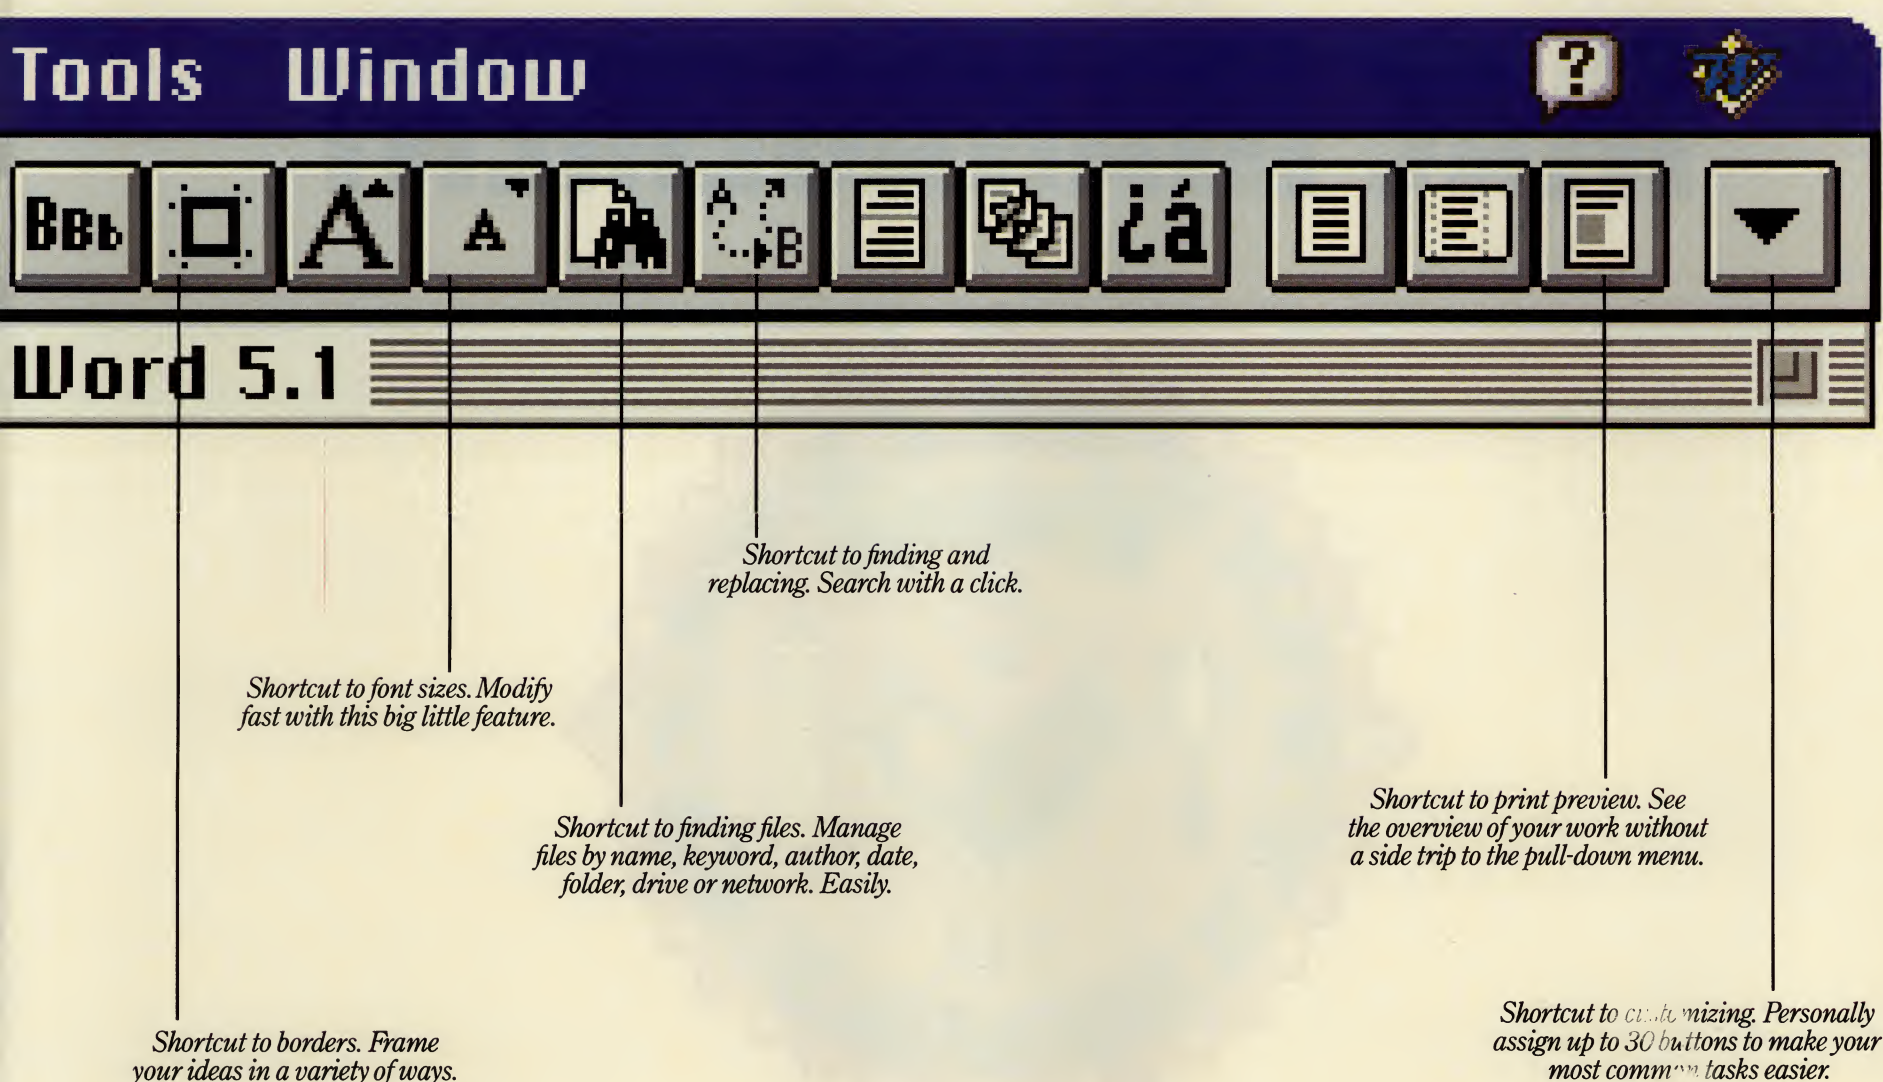 Tools Window ?
Bвь A A A B ¿á
Word 5.1
Shortcut to finding and
replacing. Search with a click.
Shortcut to font sizes. Modify
fast with this big little feature.
Shortcut to finding files. Manage
files by name, keyword, author, date,
folder, drive or network. Easily.
Shortcut to print preview. See
the overview of your work without
a side trip to the pull-down menu.
Shortcut to borders. Frame
your ideas in a variety of ways.
Shortcut to customizing. Personally
assign up to 30 buttons to make your
most common tasks easier.